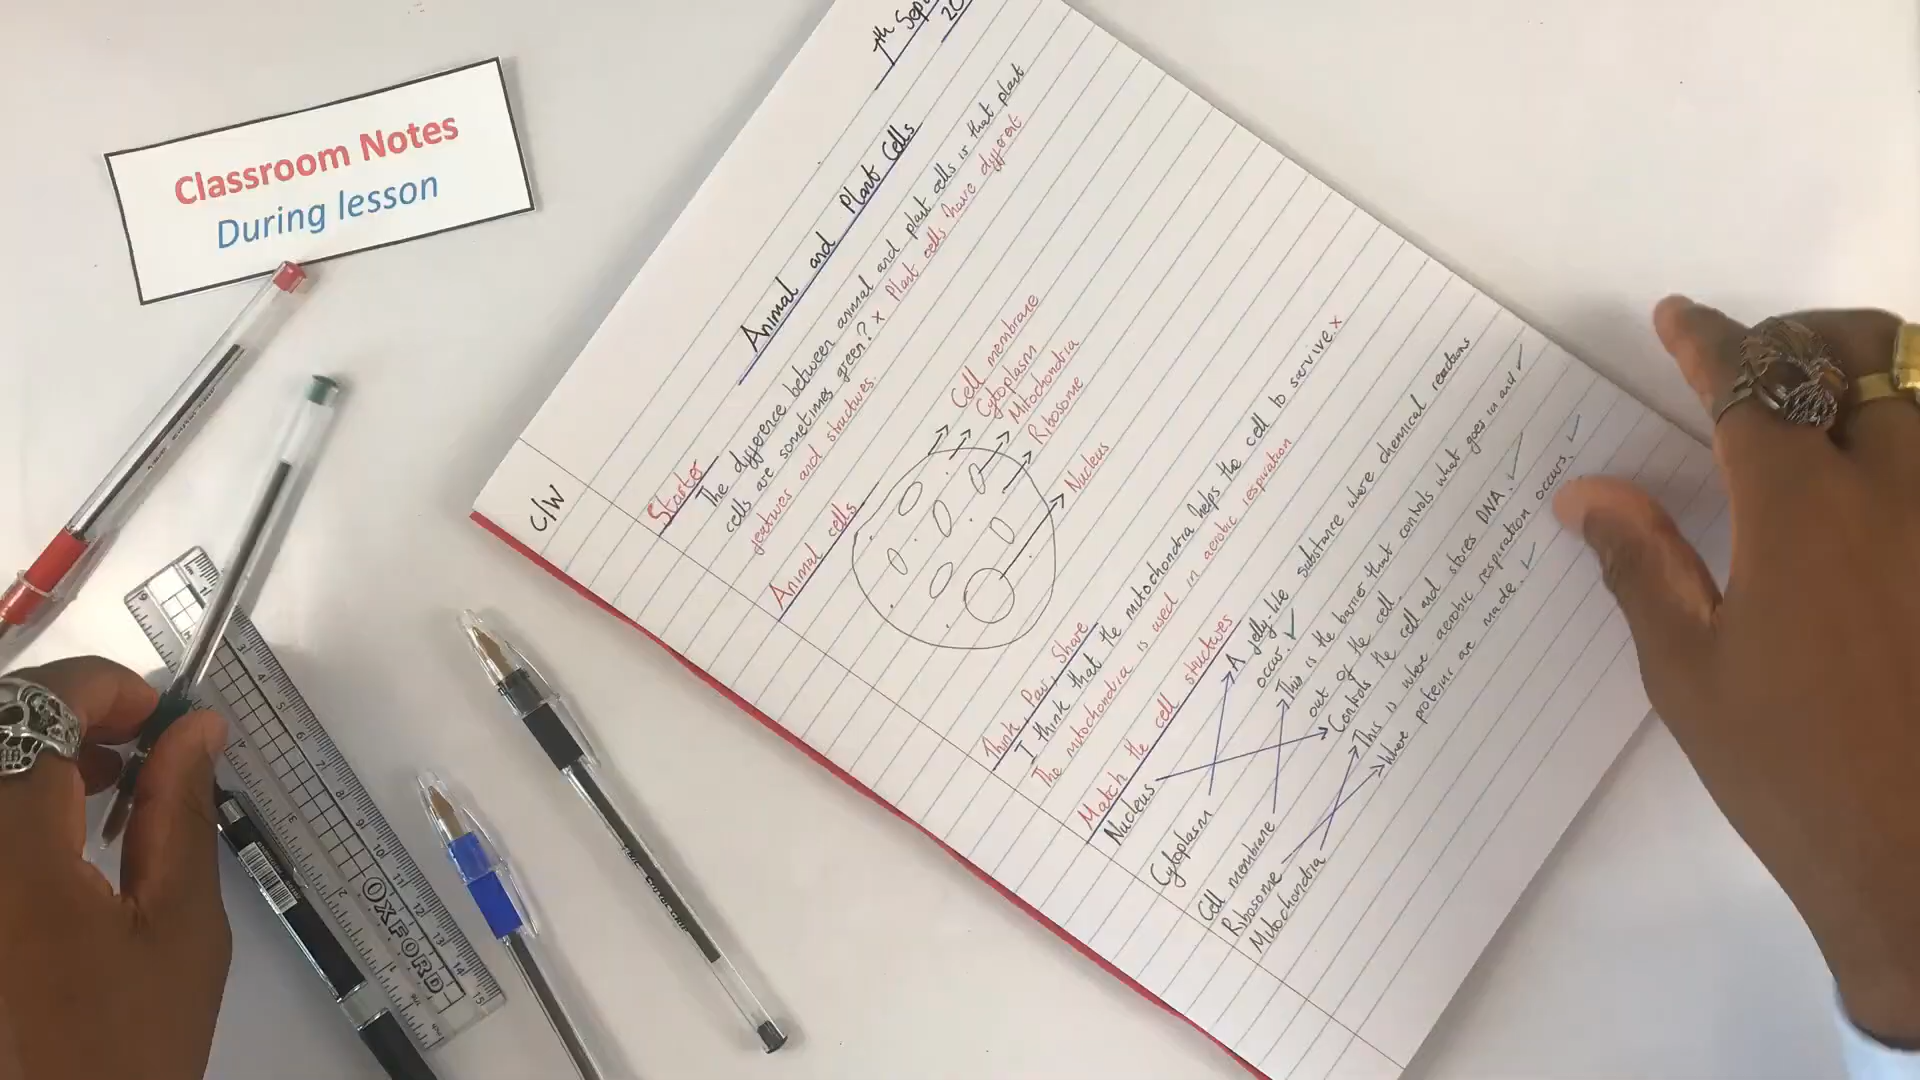 Classroom Notes
During lesson
7th Sep
20
C/W
Animal and Plant Cells
Starter
The difference between animal and plant cells is that plant
cells are sometimes green? x Plant cells have different
features and structures.
Animal cells
Cell membrane
Cytoplasm
Mitochondria
Ribosome
Nucleus
Think, Pair, Share
I think that the mitochondria helps the cell to survive. x
The mitochondria is used in aerobic respiration
Match the cell structures
Nucleus
Cytoplasm
Cell membrane
Ribosome
Mitochondria
A jelly-like substance where chemical reactions
occur. ✓
This is the barrier that controls what goes in and ✓
out of the cell.
Controls the cell and stores DNA. ✓
This is where aerobic respiration occurs. ✓
Where proteins are made. ✓
OXFORD